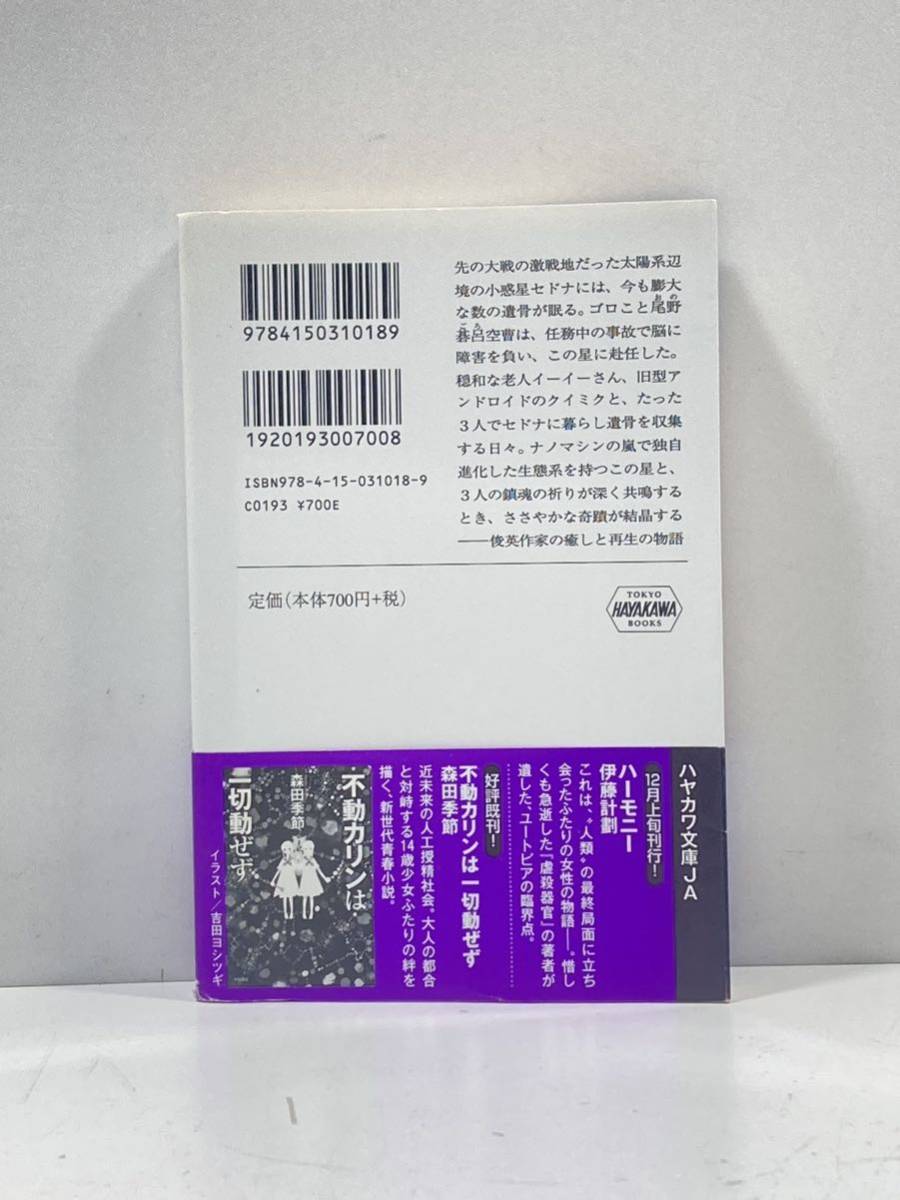 9784150310189
1920193007008
ISBN978-4-15-031018-9
C0193 ¥700E
先の大戦の激戦地だった太陽系辺
境の小惑星セドナには、今も膨大
な数の遺骨が眠る。ゴロこと尾野
碁呂空曹は、任務中の事故で脳に
障害を負い、この星に赴任した。
穏和な老人イーイーさん、旧型ア
ンドロイドのクイミクと、たった
３人でセドナに暮らし遺骨を収集
する日々。ナノマシンの嵐で独自
進化した生態系を持つこの星と、
３人の鎮魂の祈りが深く共鳴する
とき、ささやかな奇蹟が結晶する
――俊英作家の癒しと再生の物語
定価(本体700円+税)
TOKYO
HAYAKAWA
BOOKS
ハヤカワ文庫JA
12月上旬刊行!
ハーモニー
伊藤計劃
これは、“人類”の最終局面に立ち
会ったふたりの女性の物語――。惜し
くも急逝した『虐殺器官』の著者が
遺した、ユートピアの臨界点。
好評既刊!
不動カリンは一切動ぜず
森田季節
近未来の人工授精社会。大人の都合
と対峙する14歳少女ふたりの絆を
描く、新世代青春小説。
不動カリンは
一切動ぜず
森田季節
イラスト/吉田ヨシツギ